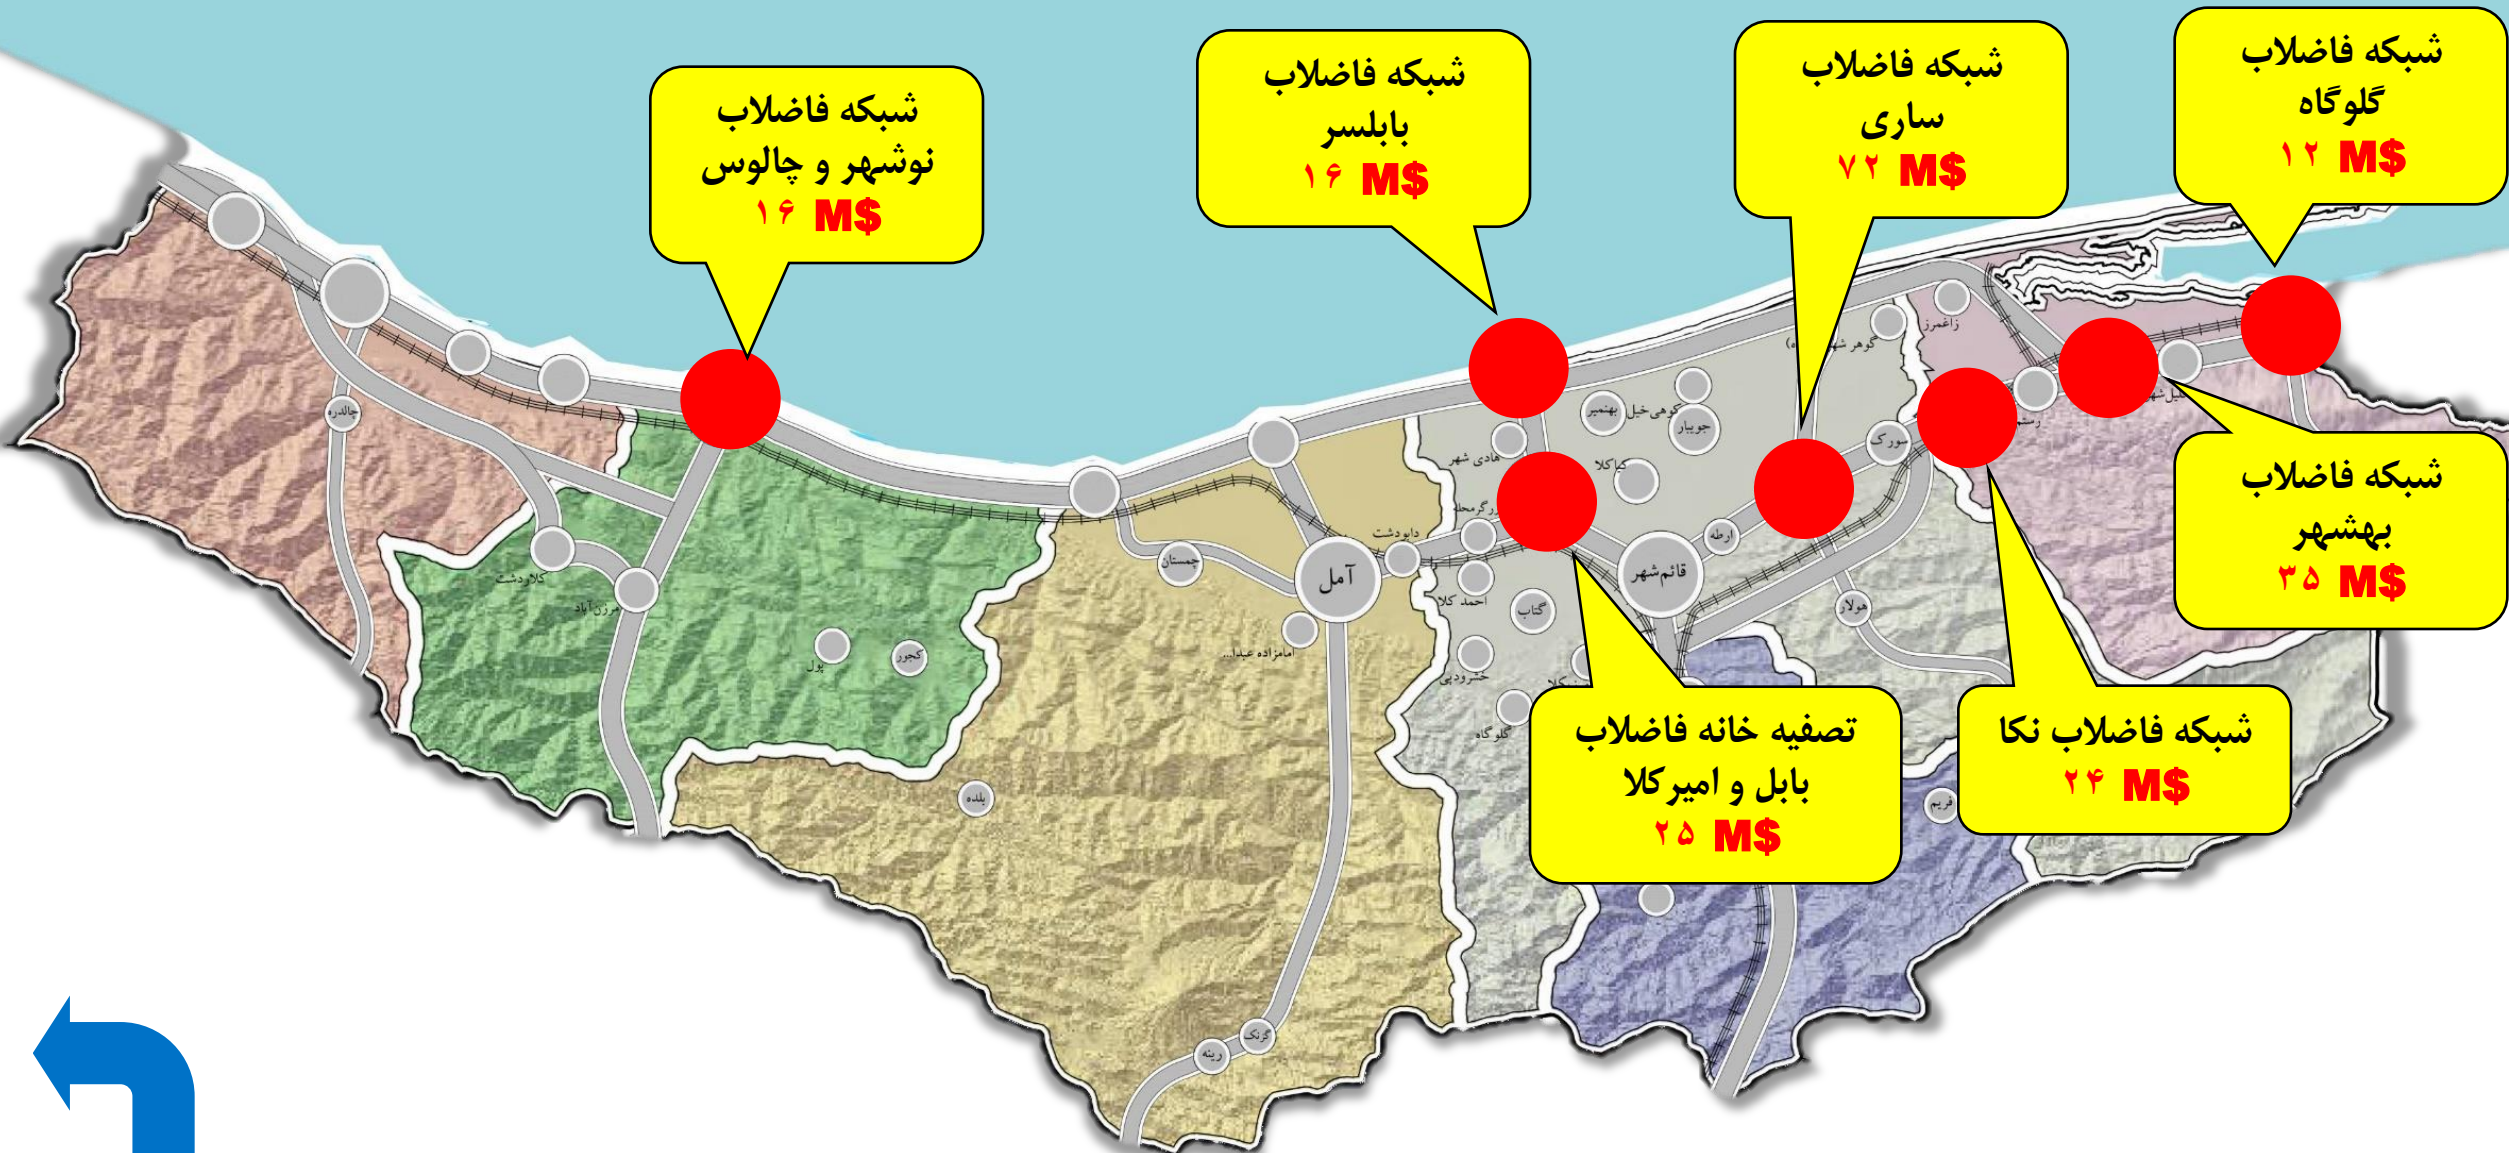 شبکه فاضلاب
گلوگاه
۱۲ M$
شبکه فاضلاب
ساری
۷۲ M$
شبکه فاضلاب
بابلسر
۱۶ M$
شبکه فاضلاب
نوشهر و چالوس
۱۶ M$
شبکه فاضلاب
بهشهر
۳۵ M$
شبکه فاضلاب نکا
۲۴ M$
تصفیه خانه فاضلاب
بابل و امیرکلا
۲۵ M$
زاغمرز
گوهر
سورک
کوهی‌خیل
بهنمیر
جویبار
کیاکلا
هادی شهر
ارطه
قائم‌شهر
هولار
دابودشت
آمل
چمستان
احمد کلا
گتاب
امامزاده عبدا...
خشرودپی
گلوگاه
فریم
چالدره
کلاردشت
مرزن‌آباد
پول
کجور
بلده
گزنک
رینه